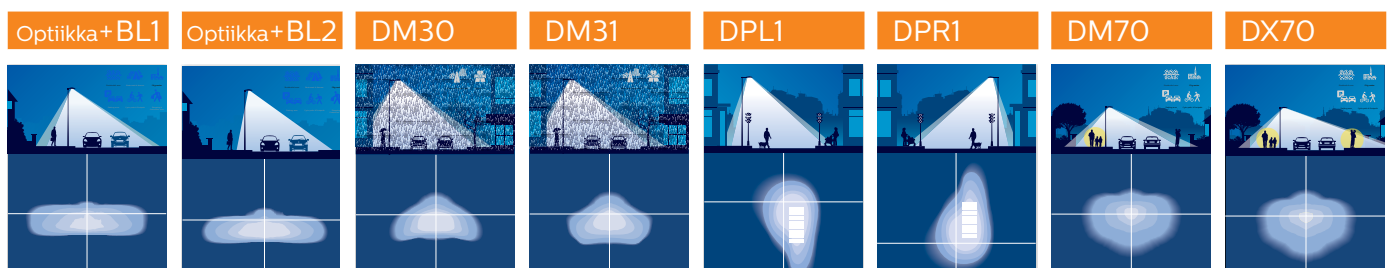 Optiikka+BL1
Optiikka+BL2
DM30
DM31
DPL1
DPR1
DM70
DX70